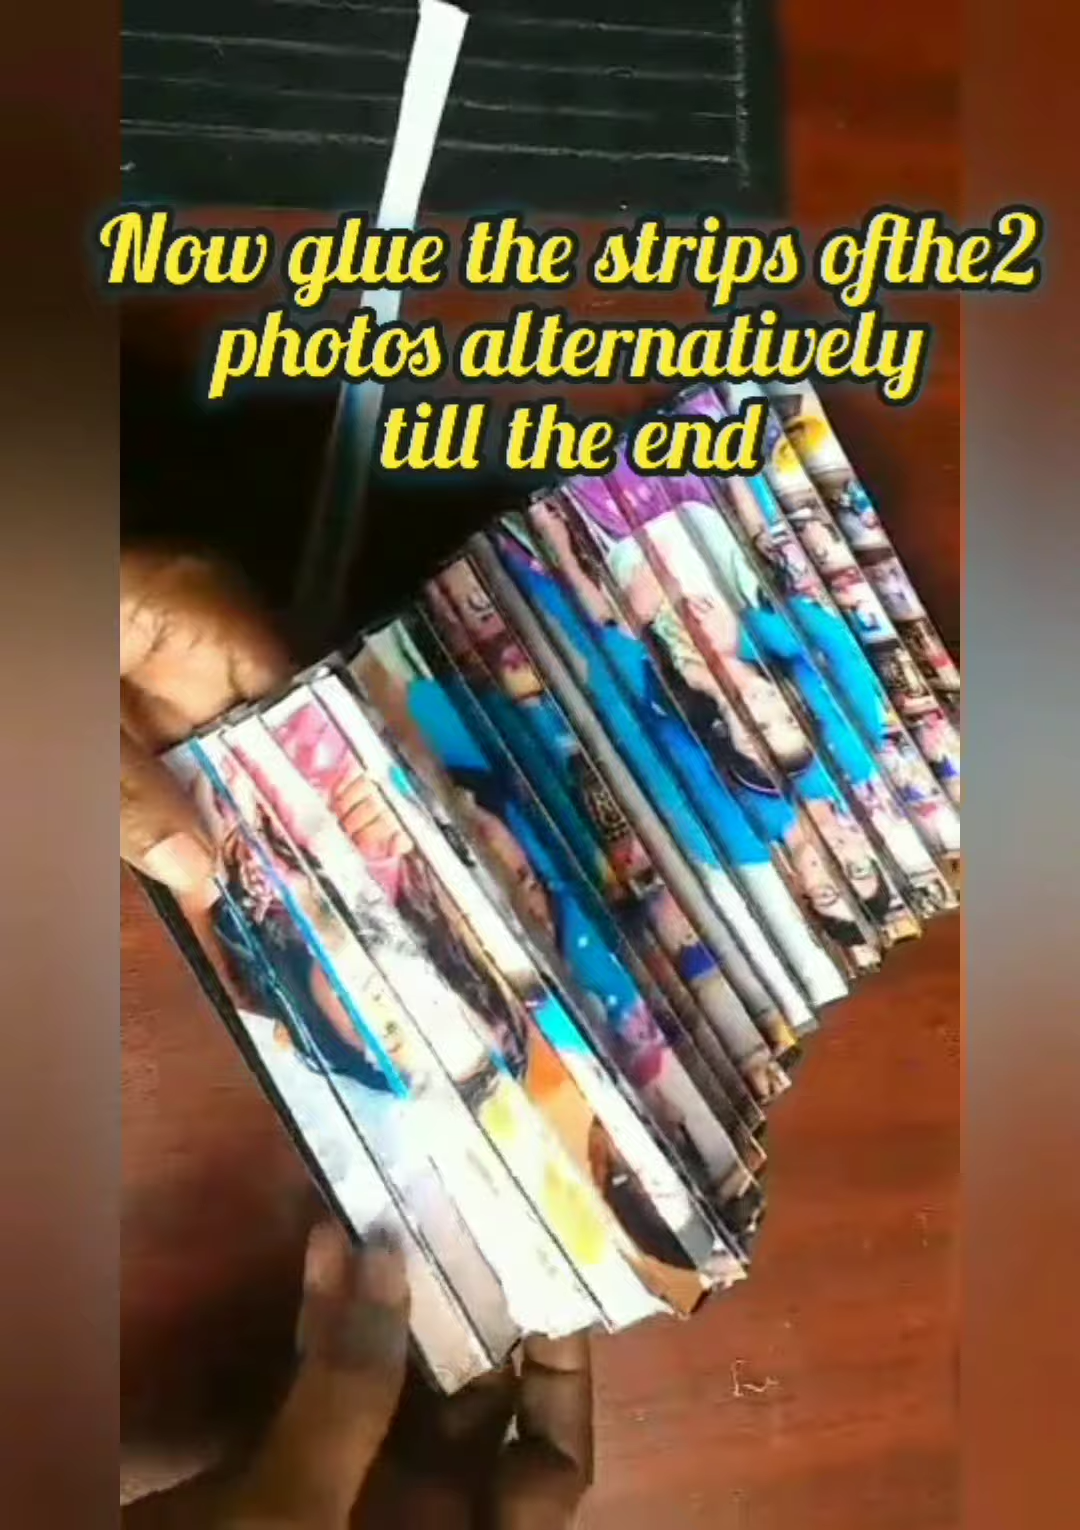 Now glue the strips ofthe2
photos alternatively
till the end